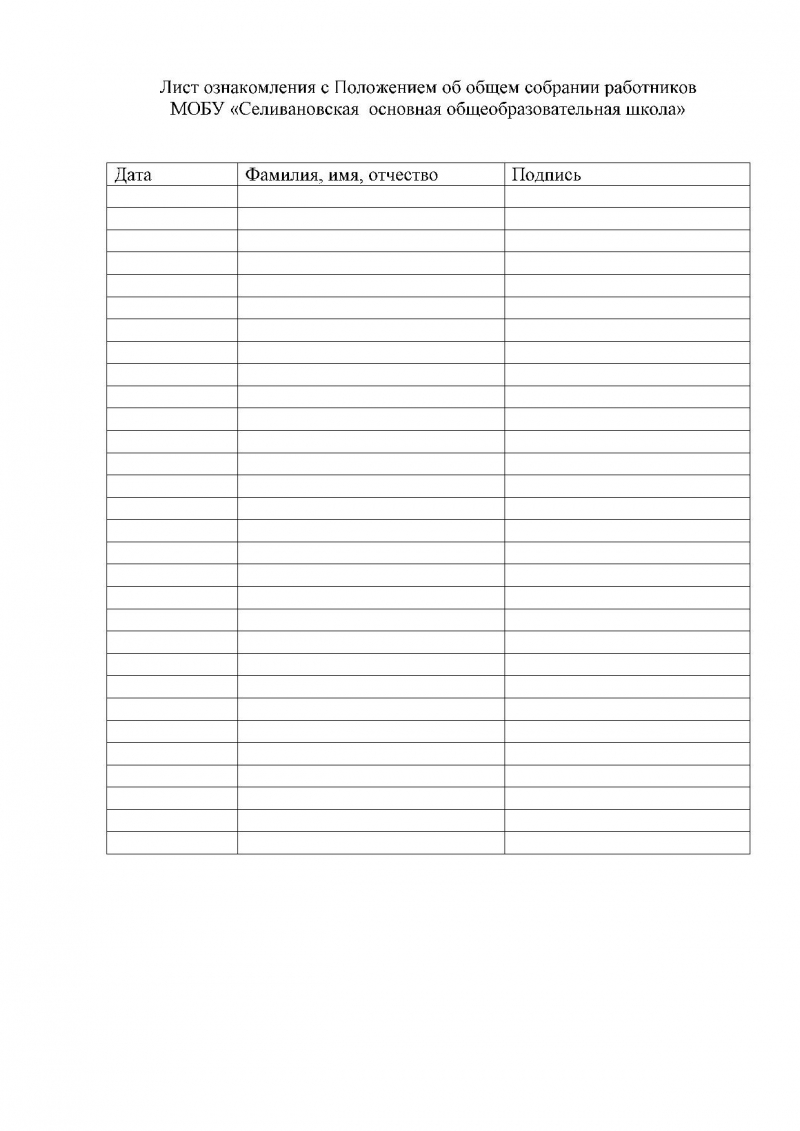 Лист ознакомления с Положением об общем собрании работников
МОБУ «Селивановская основная общеобразовательная школа»
Дата Фамилия, имя, отчество Подпись